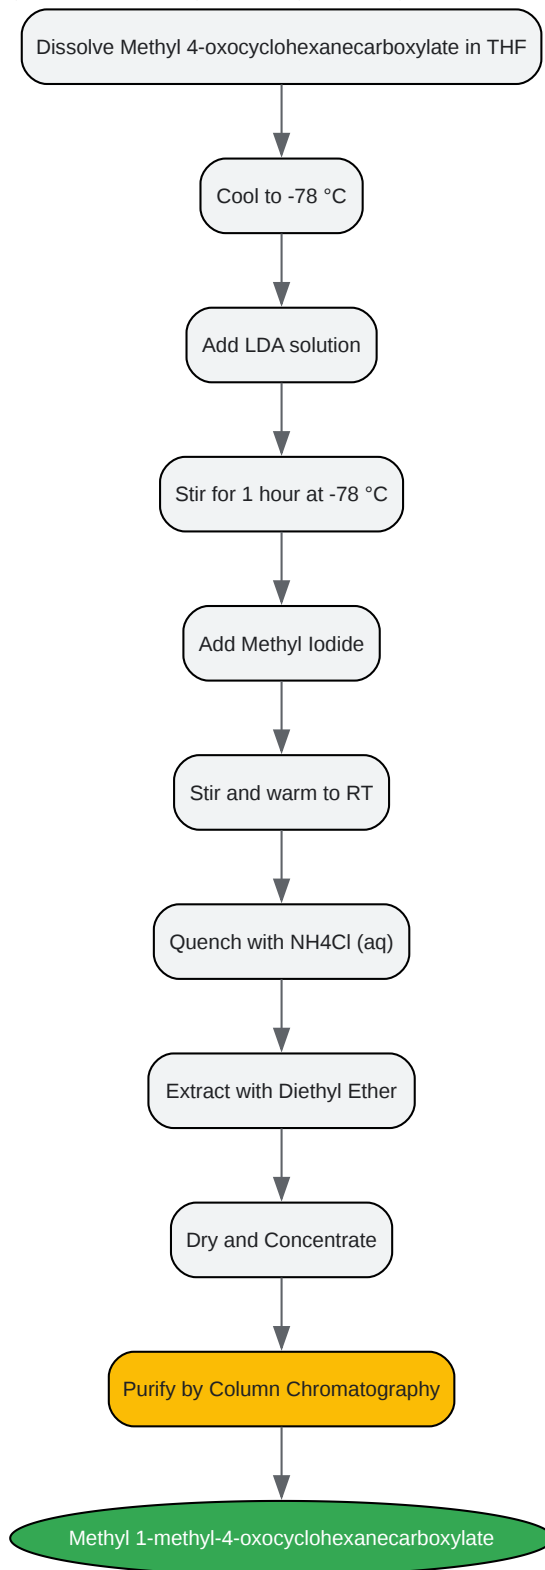 Dissolve Methyl 4-oxocyclohexanecarboxylate in THF
Cool to -78 °C
Add LDA solution
Stir for 1 hour at -78 °C
Add Methyl Iodide
Stir and warm to RT
Quench with NH4Cl (aq)
Extract with Diethyl Ether
Dry and Concentrate
Purify by Column Chromatography
Methyl 1-methyl-4-oxocyclohexanecarboxylate